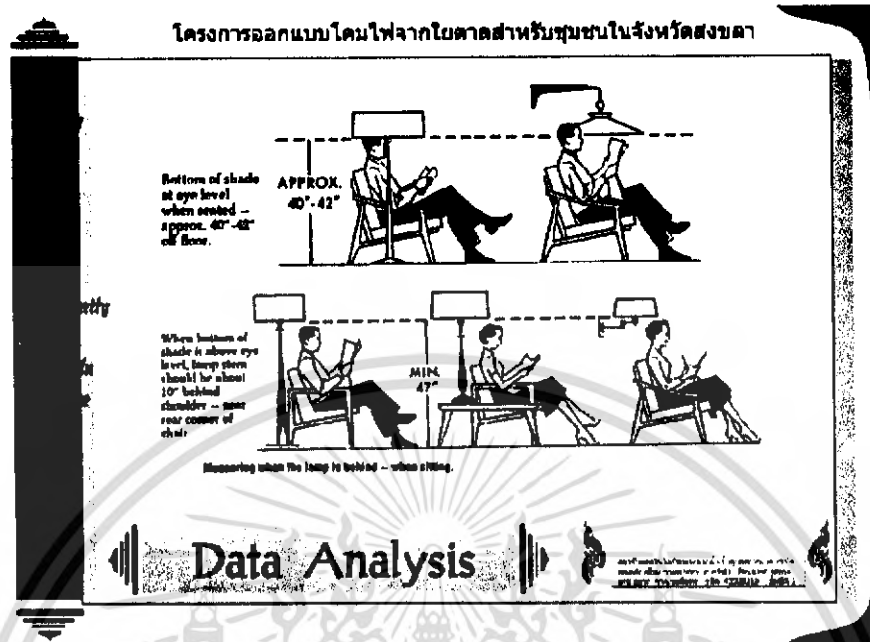 โครงการออกแบบโคมไฟจากใยตาลสำหรับชุมชนในจังหวัดสงขลา
Bottom of shade
at eye level
when seated —
approx. 40"-42"
off floor.
APPROX.
40"-42"
When bottom of
shade is above eye
level, lamp stem
should be about
10" behind
shoulder — near
rear corner of
chair
MIN.
47"
Measuring when the lamp is behind — when sitting.
Data Analysis